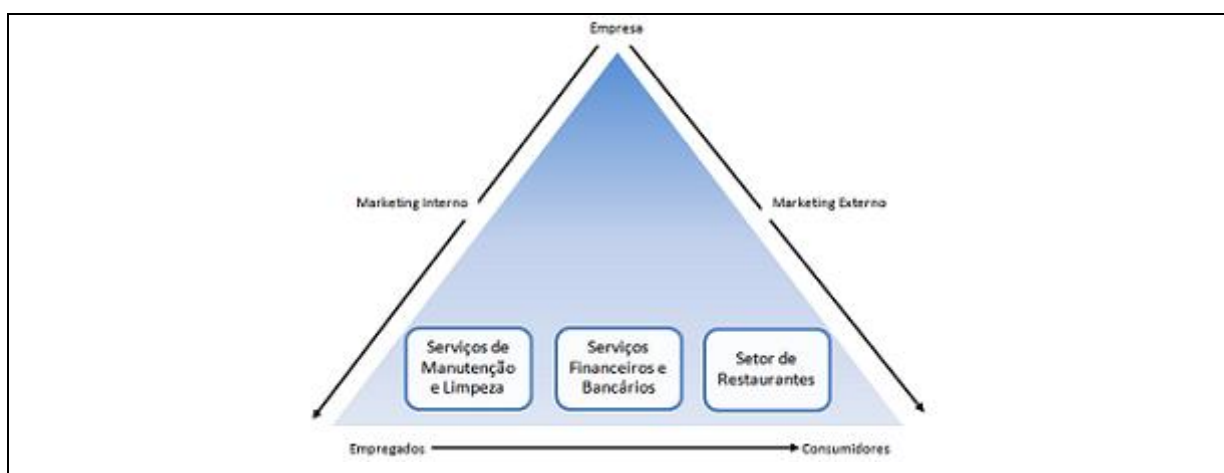 Empresa
Marketing Interno
Marketing Externo
Serviços de
Manutenção
e Limpeza
Serviços
Financeiros e
Bancários
Setor de
Restaurantes
Empregados
Consumidores